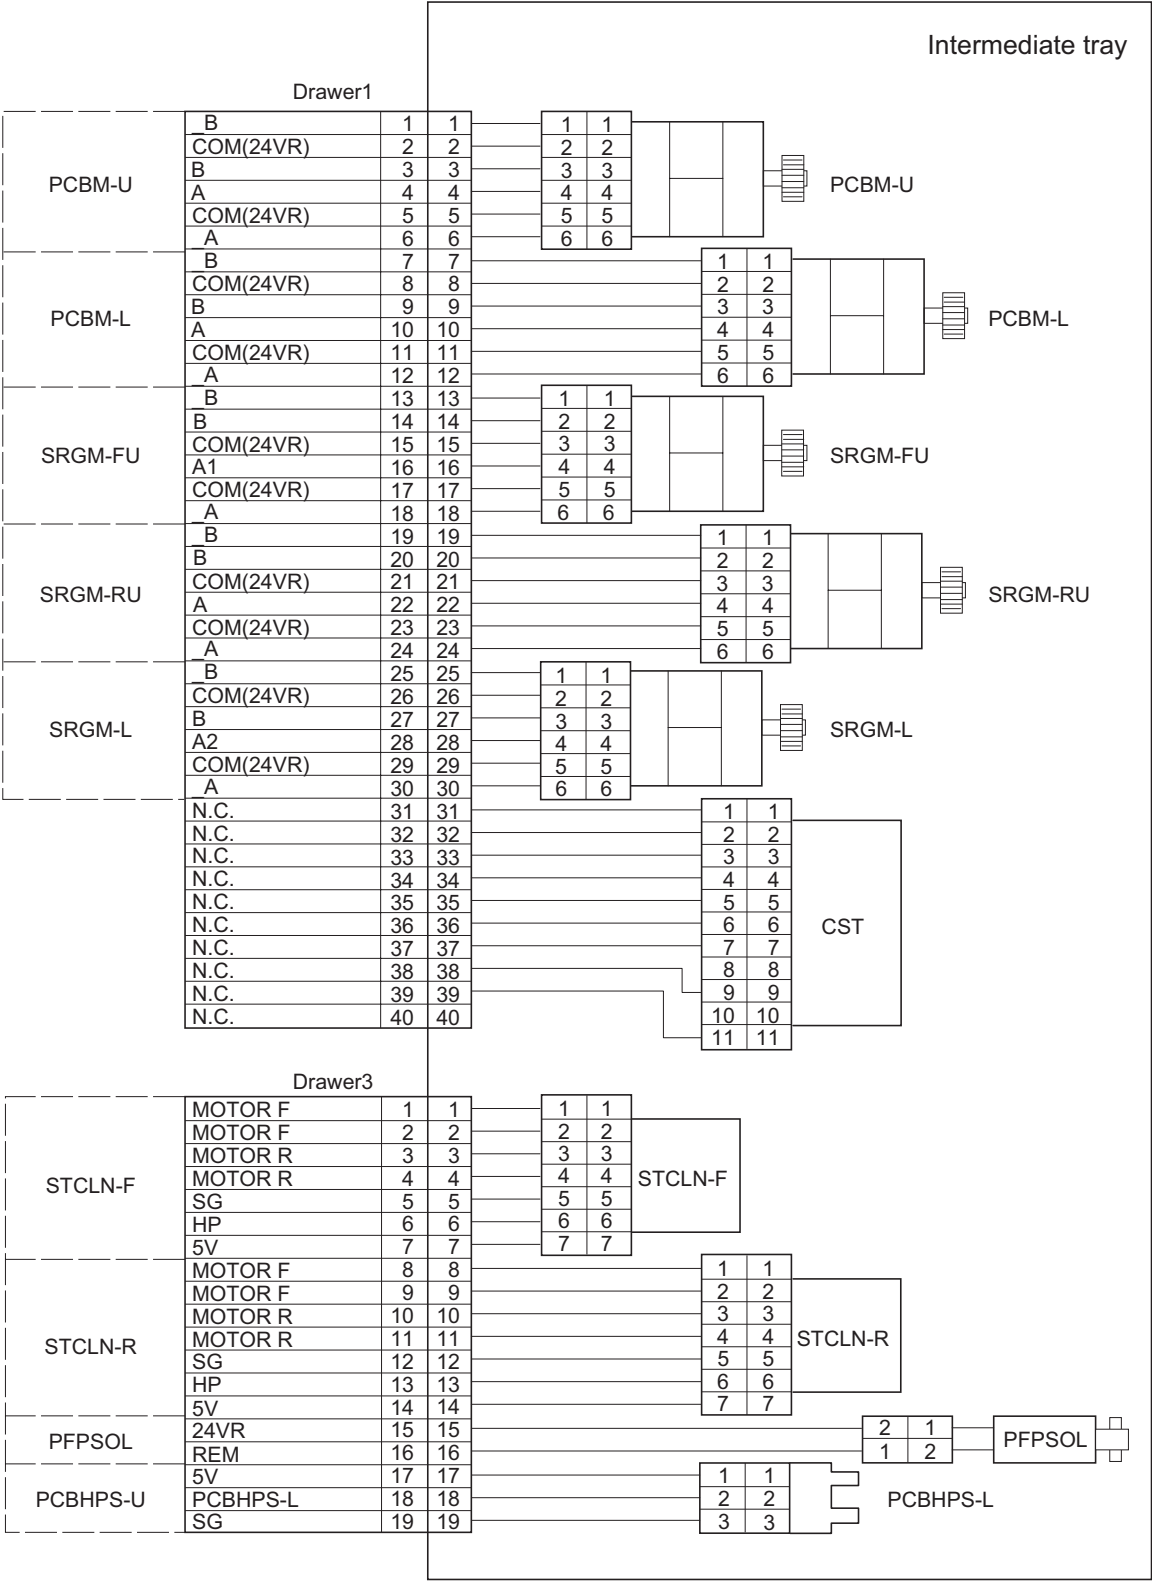 Intermediate tray
Drawer1
PCBM-U
_B 1 1 1 1
COM(24VR) 2 2 2 2
B 3 3 3 3
A 4 4 4 4
COM(24VR) 5 5 5 5
_A 6 6 6 6
PCBM-U
PCBM-L
_B 7 7 1 1
COM(24VR) 8 8 2 2
B 9 9 3 3
A 10 10 4 4
COM(24VR) 11 11 5 5
_A 12 12 6 6
PCBM-L
SRGM-FU
_B 13 13 1 1
B 14 14 2 2
COM(24VR) 15 15 3 3
A1 16 16 4 4
COM(24VR) 17 17 5 5
_A 18 18 6 6
SRGM-FU
SRGM-RU
_B 19 19 1 1
B 20 20 2 2
COM(24VR) 21 21 3 3
A 22 22 4 4
COM(24VR) 23 23 5 5
_A 24 24 6 6
SRGM-RU
SRGM-L
_B 25 25 1 1
COM(24VR) 26 26 2 2
B 27 27 3 3
A2 28 28 4 4
COM(24VR) 29 29 5 5
_A 30 30 6 6
SRGM-L
N.C. 31 31 1 1
N.C. 32 32 2 2
N.C. 33 33 3 3
N.C. 34 34 4 4
N.C. 35 35 5 5
N.C. 36 36 6 6
N.C. 37 37 7 7
N.C. 38 38 8 8
N.C. 39 39 9 9
N.C. 40 40 10 10
11 11
CST
Drawer3
STCLN-F
MOTOR F 1 1 1 1
MOTOR F 2 2 2 2
MOTOR R 3 3 3 3
MOTOR R 4 4 4 4
SG 5 5 5 5
HP 6 6 6 6
5V 7 7 7 7
STCLN-F
STCLN-R
MOTOR F 8 8 1 1
MOTOR F 9 9 2 2
MOTOR R 10 10 3 3
MOTOR R 11 11 4 4
SG 12 12 5 5
HP 13 13 6 6
5V 14 14 7 7
STCLN-R
PFPSOL
24VR 15 15 2 1
REM 16 16 1 2
PFPSOL
PCBHPS-U
5V 17 17 1 1
PCBHPS-L 18 18 2 2
SG 19 19 3 3
PCBHPS-L